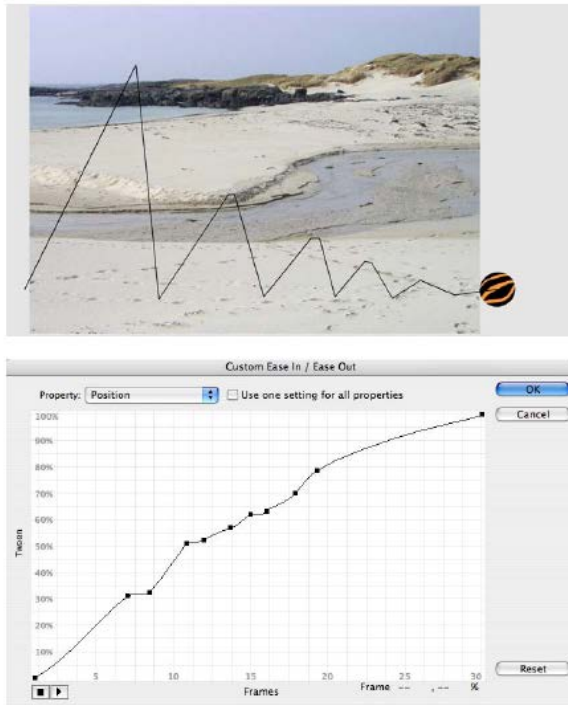 Custom Ease In / Ease Out
Property: Position Use one setting for all properties
OK
Cancel
100%
90%
80%
70%
60%
50%
40%
30%
20%
10%
Tween
5 10 15 20 25 30
Frames
Frame -- , -- %
Reset